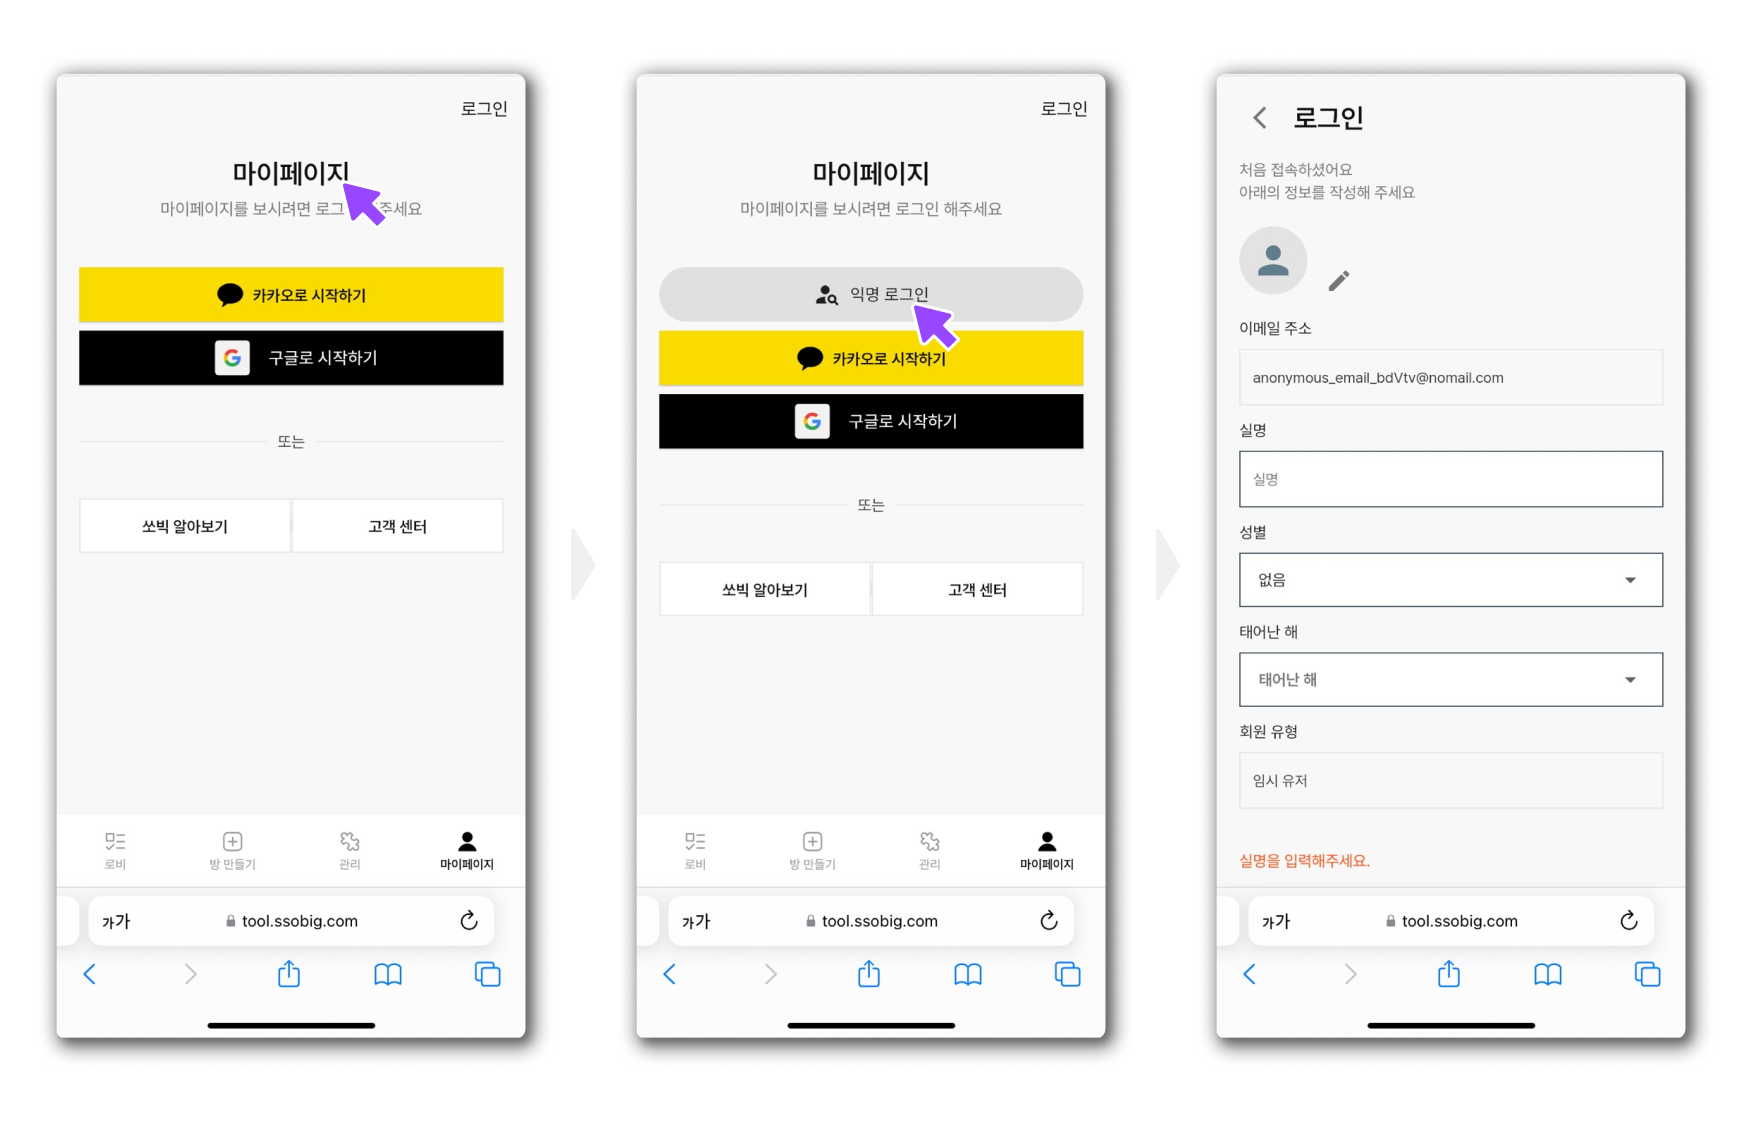 로그인
마이페이지
마이페이지를 보시려면 로그 주세요
카카오로 시작하기
구글로 시작하기
또는
쏘빅 알아보기
고객 센터
로비
방 만들기
관리
마이페이지
가가
tool.ssobig.com
로그인
마이페이지
마이페이지를 보시려면 로그인 해주세요
익명 로그인
카카오로 시작하기
구글로 시작하기
또는
쏘빅 알아보기
고객 센터
로비
방 만들기
관리
마이페이지
가가
tool.ssobig.com
로그인
처음 접속하셨어요
아래의 정보를 작성해 주세요
이메일 주소
anonymous_email_bdVtv@nomail.com
실명
실명
성별
없음
태어난 해
태어난 해
회원 유형
임시 유저
실명을 입력해주세요.
가가
tool.ssobig.com